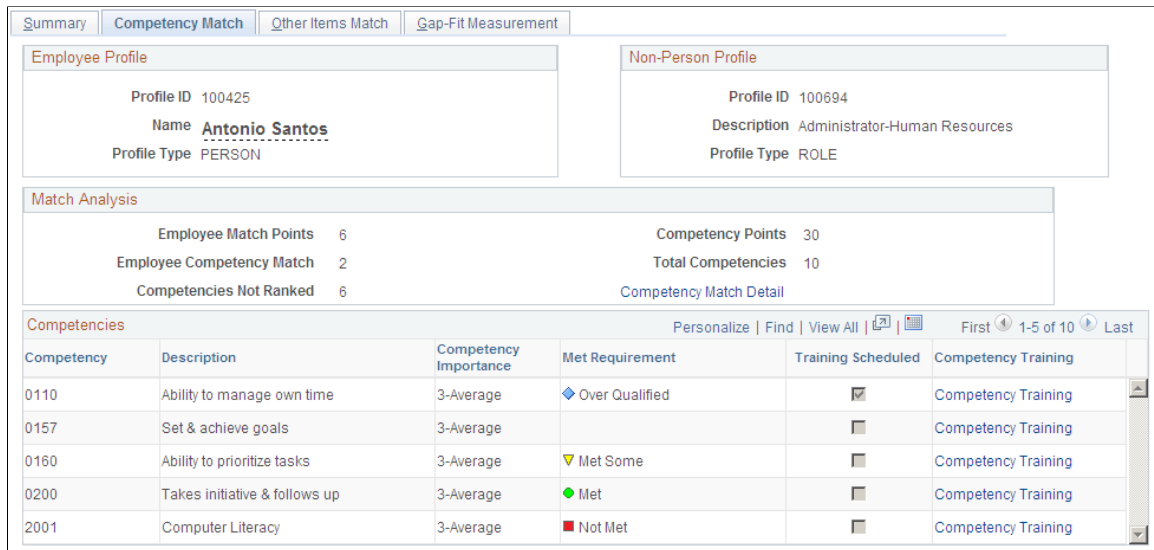 Summary Competency Match Other Items Match Gap-Fit Measurement
Employee Profile
Profile ID 100425
Name Antonio Santos
Profile Type PERSON
Non-Person Profile
Profile ID 100694
Description Administrator-Human Resources
Profile Type ROLE
Match Analysis
Employee Match Points 6 Competency Points 30
Employee Competency Match 2 Total Competencies 10
Competencies Not Ranked 6 Competency Match Detail
Competencies Personalize | Find | View All | | First 1-5 of 10 Last
Competency Description Competency Importance Met Requirement Training Scheduled Competency Training
0110 Ability to manage own time 3-Average Over Qualified Competency Training
0157 Set & achieve goals 3-Average Competency Training
0160 Ability to prioritize tasks 3-Average Met Some Competency Training
0200 Takes initiative & follows up 3-Average Met Competency Training
2001 Computer Literacy 3-Average Not Met Competency Training